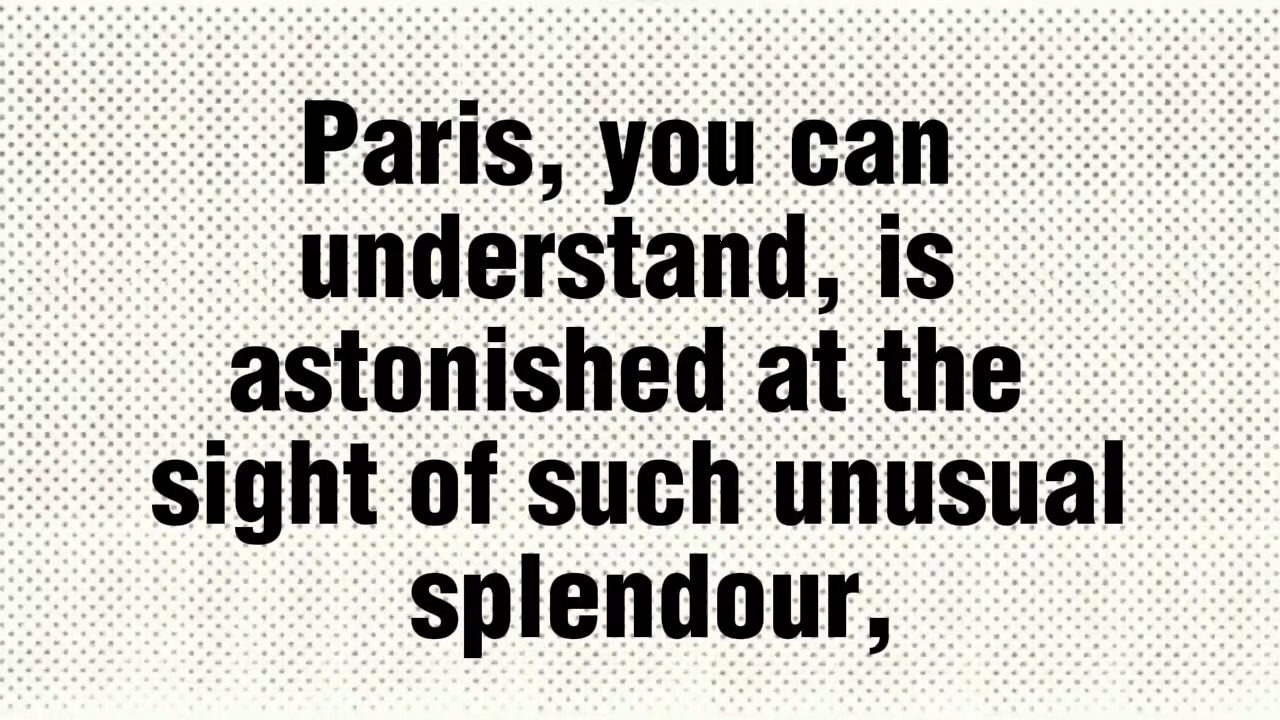 Paris, you can
understand, is
astonished at the
sight of such unusual
splendour,